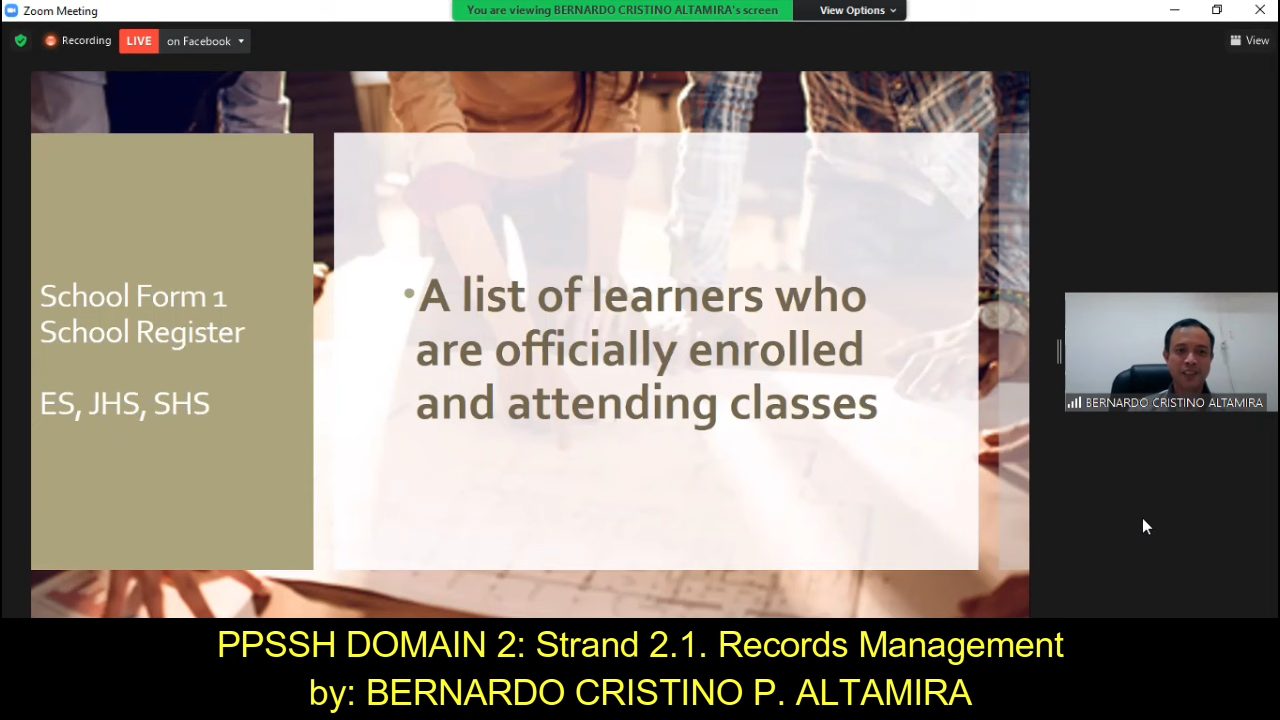 Zoom Meeting
You are viewing BERNARDO CRISTINO ALTAMIRA's screen
View Options
Recording
LIVE
on Facebook
View
School Form 1
School Register
ES, JHS, SHS
•A list of learners who
are officially enrolled
and attending classes
BERNARDO CRISTINO ALTAMIRA
PPSSH DOMAIN 2: Strand 2.1. Records Management
by: BERNARDO CRISTINO P. ALTAMIRA